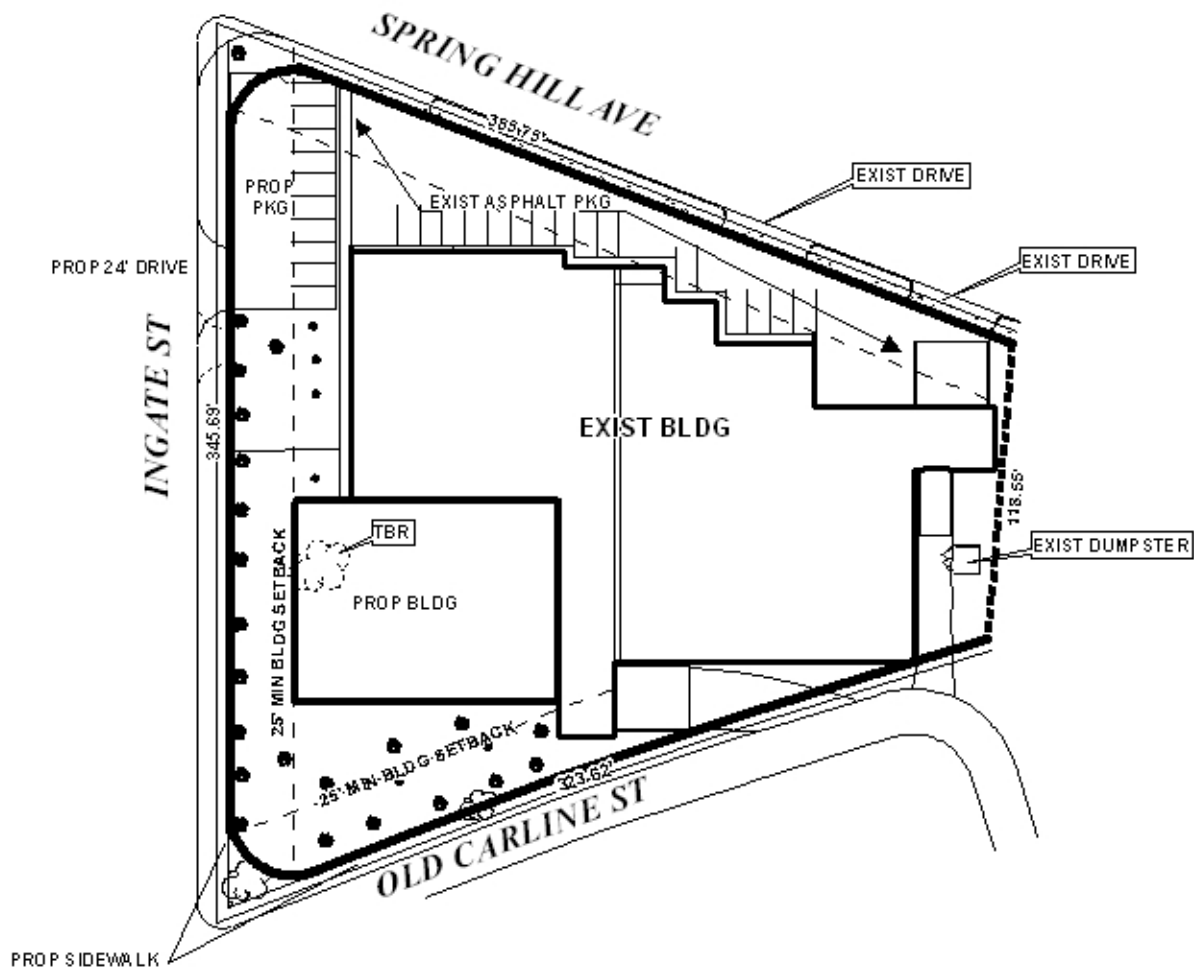 SPRING HILL AVE
385.75'
EXIST DRIVE
PROP
PKG
EXIST ASPHALT PKG
EXIST DRIVE
PROP 24' DRIVE
INGATE ST
345.69'
EXIST BLDG
118.55'
TBR
EXIST DUMPSTER
25' MIN BLDG SETBACK
PROP BLDG
25' MIN BLDG SETBACK
323.62'
OLD CARLINE ST
PROP SIDEWALK